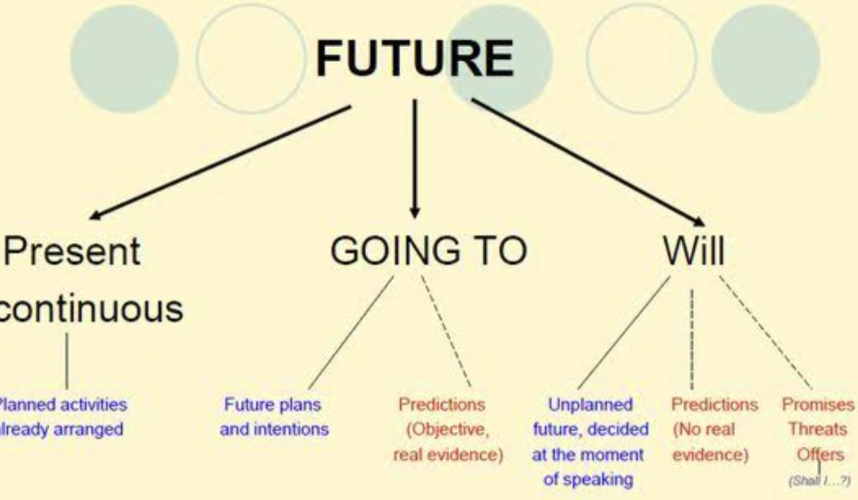 FUTURE
Present
continuous
GOING TO
Will
Planned activities
already arranged
Future plans
and intentions
Predictions
(Objective,
real evidence)
Unplanned
future, decided
at the moment
of speaking
Predictions
(No real
evidence)
Promises
Threats
Offers
(Shall I...?)